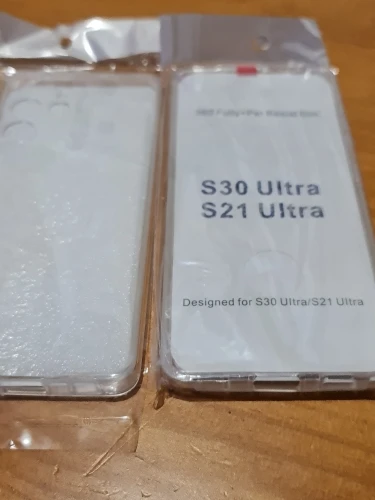 S30 Ultra
S21 Ultra
Designed for S30 Ultra/S21 Ultra